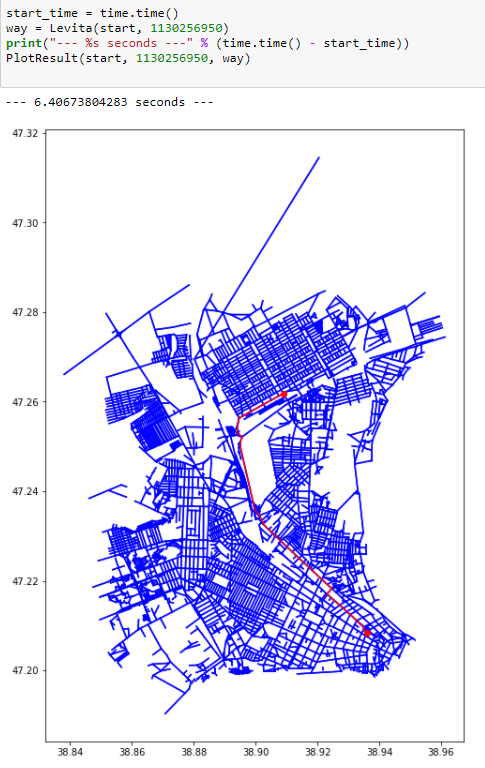 start_time = time.time()
way = Levita(start, 1130256950)
print("--- %s seconds ---" % (time.time() - start_time))
PlotResult(start, 1130256950, way)
--- 6.40673804283 seconds ---
47.32
47.30
47.28
47.26
47.24
47.22
47.20
38.84 38.86 38.88 38.90 38.92 38.94 38.96